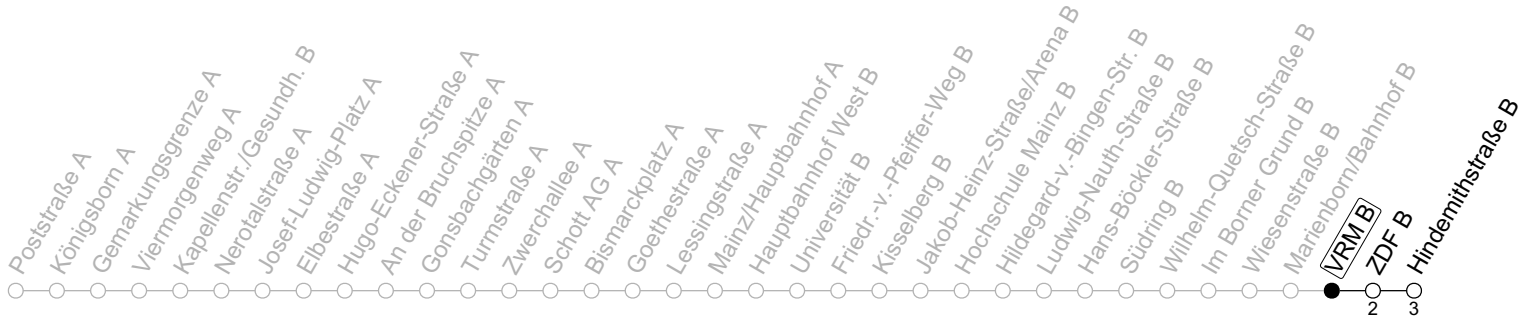 Poststraße A
Königsborn A
Gemarkungsgrenze A
Viermorgenweg A
Kapellenstr./Gesundh. B
Nerotalstraße A
Josef-Ludwig-Platz A
Elbestraße A
Hugo-Eckener-Straße A
An der Bruchspitze A
Gonsbachgärten A
Turmstraße A
Zwerchallee A
Schott AG A
Bismarckplatz A
Goethestraße A
Lessingstraße A
Mainz/Hauptbahnhof A
Hauptbahnhof West B
Universität B
Friedr.-v.-Pfeiffer-Weg B
Kisselberg B
Jakob-Heinz-Straße/Arena B
Hochschule Mainz B
Hildegard-v.-Bingen-Str. B
Ludwig-Nauth-Straße B
Hans-Böckler-Straße B
Südring B
Wilhelm-Quetsch-Straße B
Im Borner Grund B
Wiesenstraße B
Marienborn/Bahnhof B
VRM B
ZDF B
Hindemithstraße B
2
3